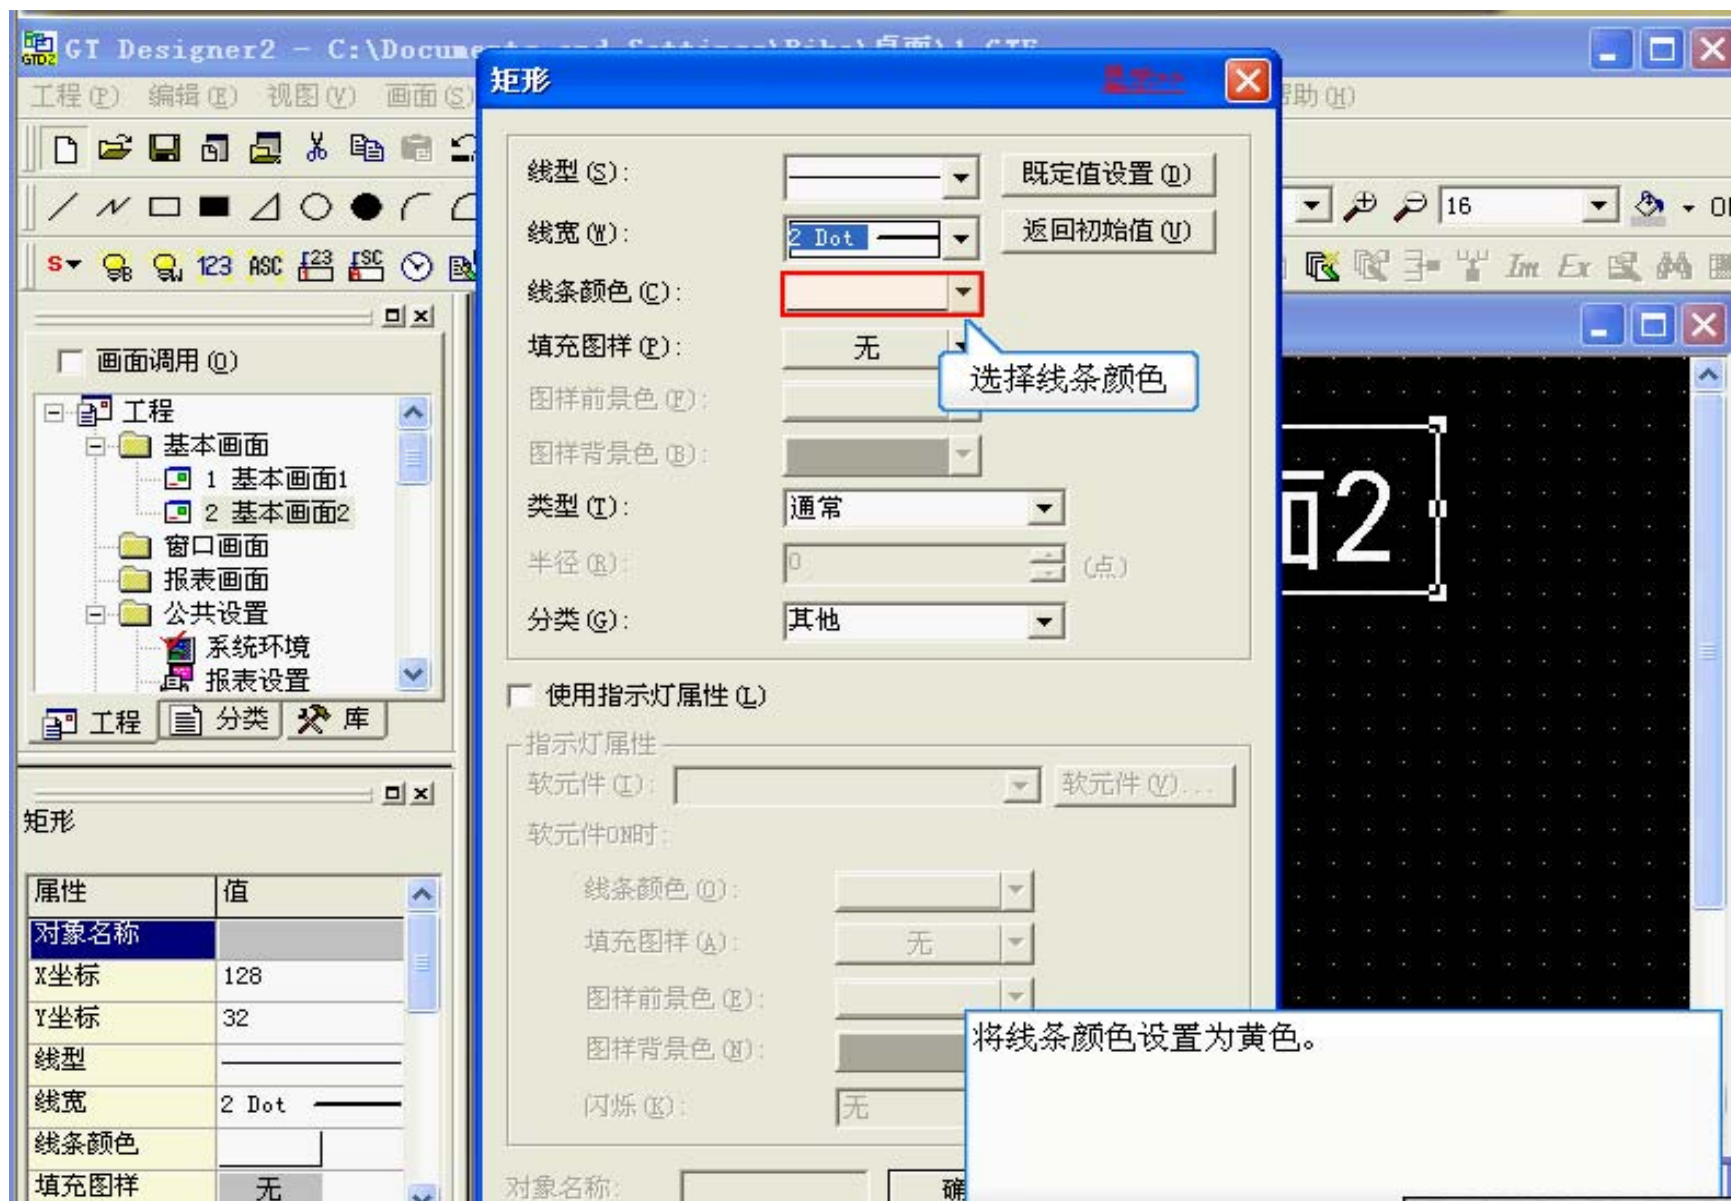 GT Designer2 - C:\Docume
工程(P) 编辑(E) 视图(V) 画面(S)
助(H)
16
S 123 ASC 123 SC
Im Ex
画面调用(O)
工程
基本画面
1 基本画面1
2 基本画面2
窗口画面
报表画面
公共设置
系统环境
报表设置
工程 分类 库
矩形
属性 值
对象名称
X坐标 128
Y坐标 32
线型
线宽 2 Dot
线条颜色
填充图样 无
矩形
线型(S):
既定值设置(D)
线宽(W): 2 Dot
返回初始值(U)
线条颜色(C):
填充图样(P): 无
选择线条颜色
图样前景色(F):
图样背景色(B):
类型(T): 通常
半径(R): 0 (点)
分类(G): 其他
使用指示灯属性(L)
指示灯属性
软元件(I): 软元件(V)...
软元件ON时:
线条颜色(O):
填充图样(A): 无
图样前景色(E):
图样背景色(N):
闪烁(K): 无
对象名称:
确
面2
将线条颜色设置为黄色。